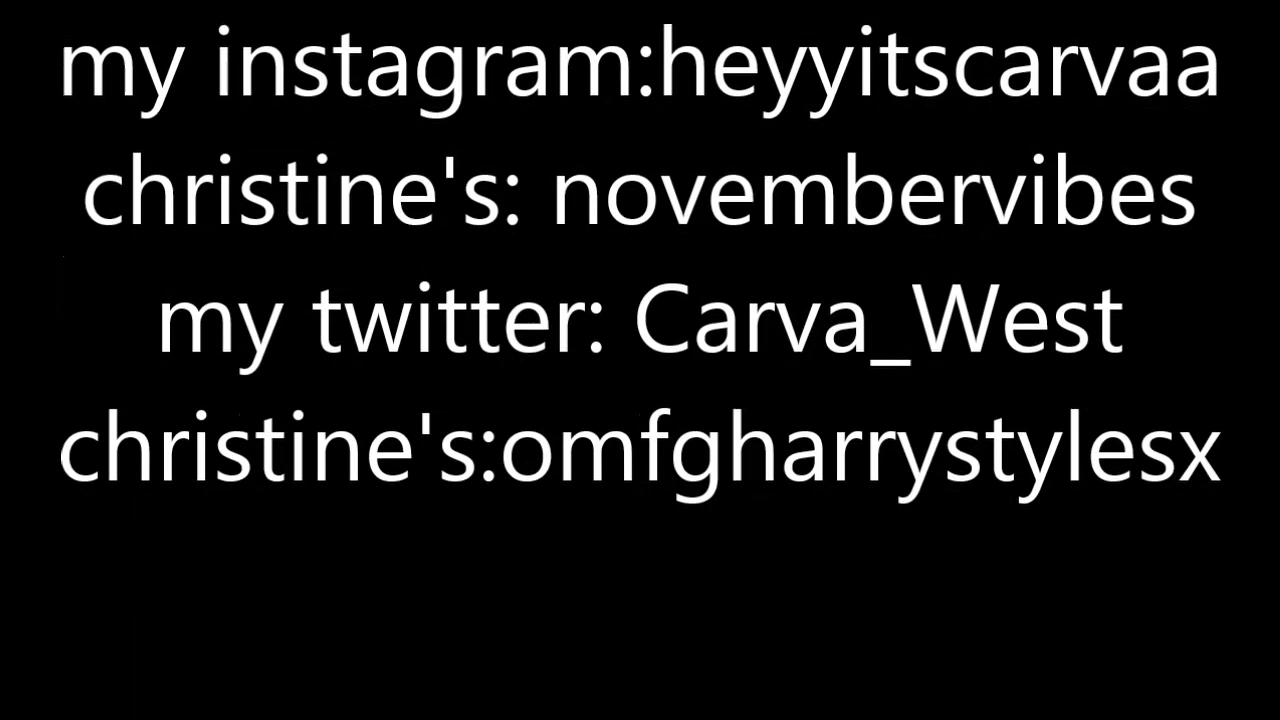 my instagram:heyyitscarvaa
christine's: novembervibes
my twitter: Carva_West
christine's:omfgharrystylesx